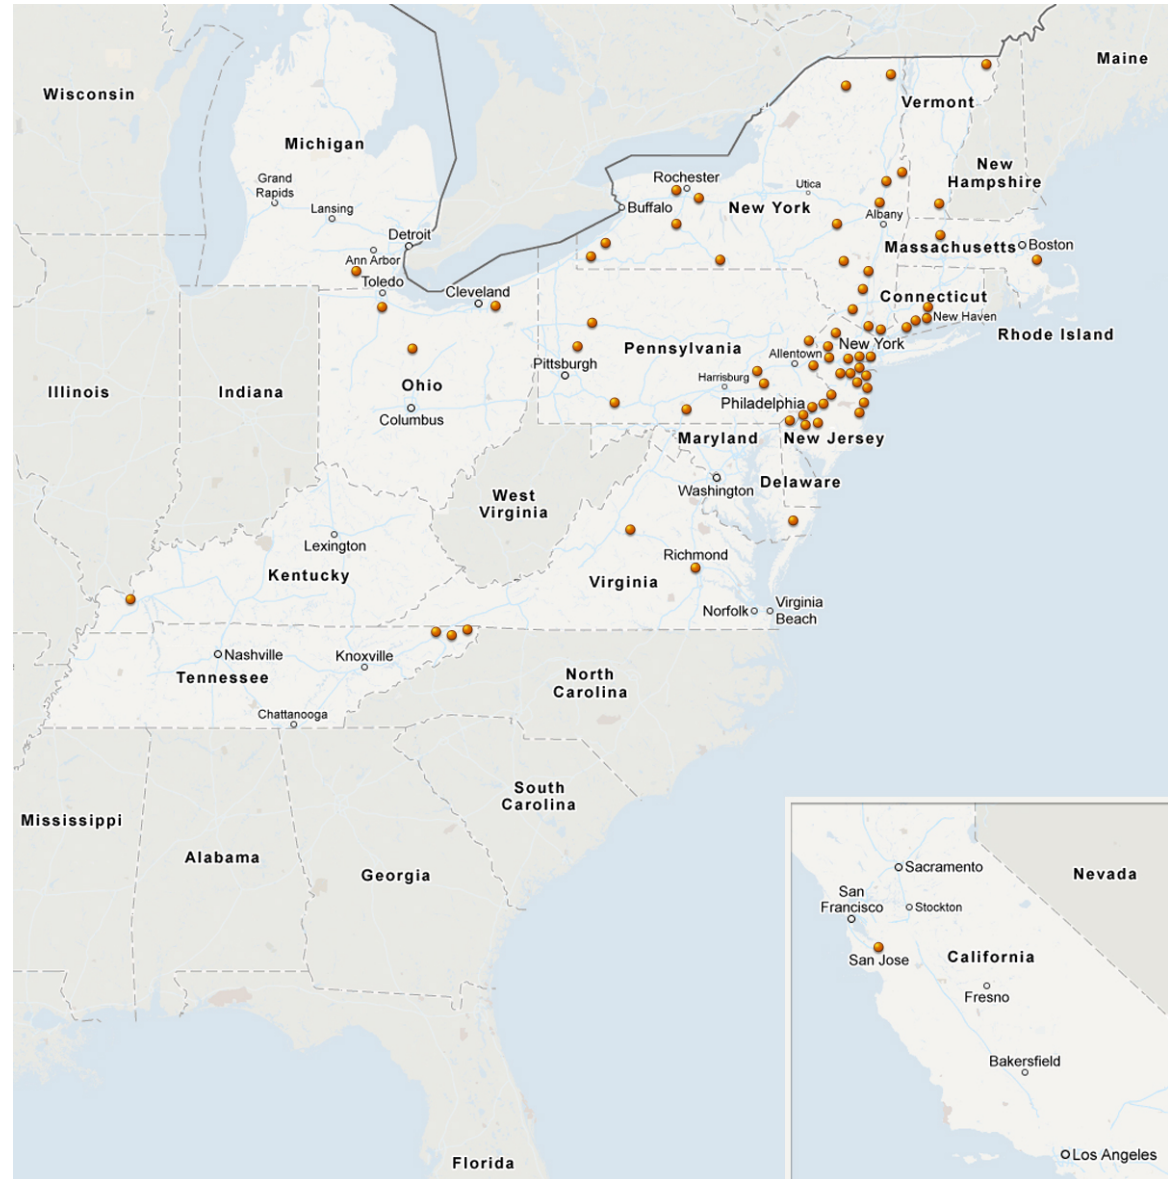 Maine
Wisconsin
Vermont
Michigan
New
Hampshire
Grand
Rapids
Rochester
Utica
Lansing
Buffalo
New York
Albany
Detroit
Massachusetts
Boston
Ann Arbor
Toledo
Cleveland
Connecticut
New Haven
Rhode Island
New York
Pennsylvania
Allentown
Pittsburgh
Harrisburg
Illinois
Indiana
Ohio
Philadelphia
Columbus
Maryland
New Jersey
Washington
Delaware
West
Virginia
Lexington
Richmond
Kentucky
Virginia
Norfolk
Virginia
Beach
Nashville
Knoxville
Tennessee
North
Carolina
Chattanooga
South
Carolina
Mississippi
Alabama
Georgia
Sacramento
Nevada
San
Francisco
Stockton
San Jose
California
Fresno
Bakersfield
Los Angeles
Florida